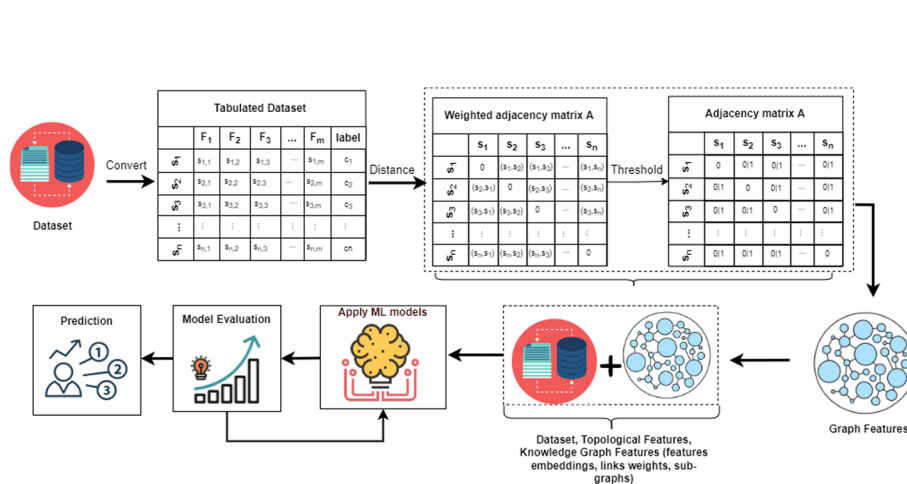 Dataset
Convert
Tabulated Dataset
F1 F2 F3 ... Fm label
s1 s1,1 s1,2 s1,3 ... s1,m c1
s2 s2,1 s2,2 s2,3 ... s2,m c2
s3 s3,1 s3,2 s3,3 ... s3,m c3
... ⋮ ⋮ ⋮ ... ⋮ ⋮
sn sn,1 sn,2 sn,3 ... sn,m cn
Distance
Weighted adjacency matrix A
s1 s2 s3 ... sn
s1 0 (s1,s2) (s1,s3) ... (s1,sn)
s2 (s2,s1) 0 (s2,s3) ... (s2,sn)
s3 (s3,s1) (s3,s2) 0 ... (s3,sn)
... ⋮ ⋮ ⋮ ... ⋮
sn (sn,s1) (sn,s2) (sn,s3) ... 0
Threshold
Adjacency matrix A
s1 s2 s3 ... sn
s1 0 0|1 0|1 ... 0|1
s2 0|1 0 0|1 ... 0|1
s3 0|1 0|1 0 ... 0|1
... ⋮ ⋮ ⋮ ... ⋮
sn 0|1 0|1 0|1 ... 0
Graph Features
+
Dataset, Topological Features,
Knowledge Graph Features (features
embeddings, links weights, sub-
graphs)
Apply ML models
Model Evaluation
Prediction
1
2
3